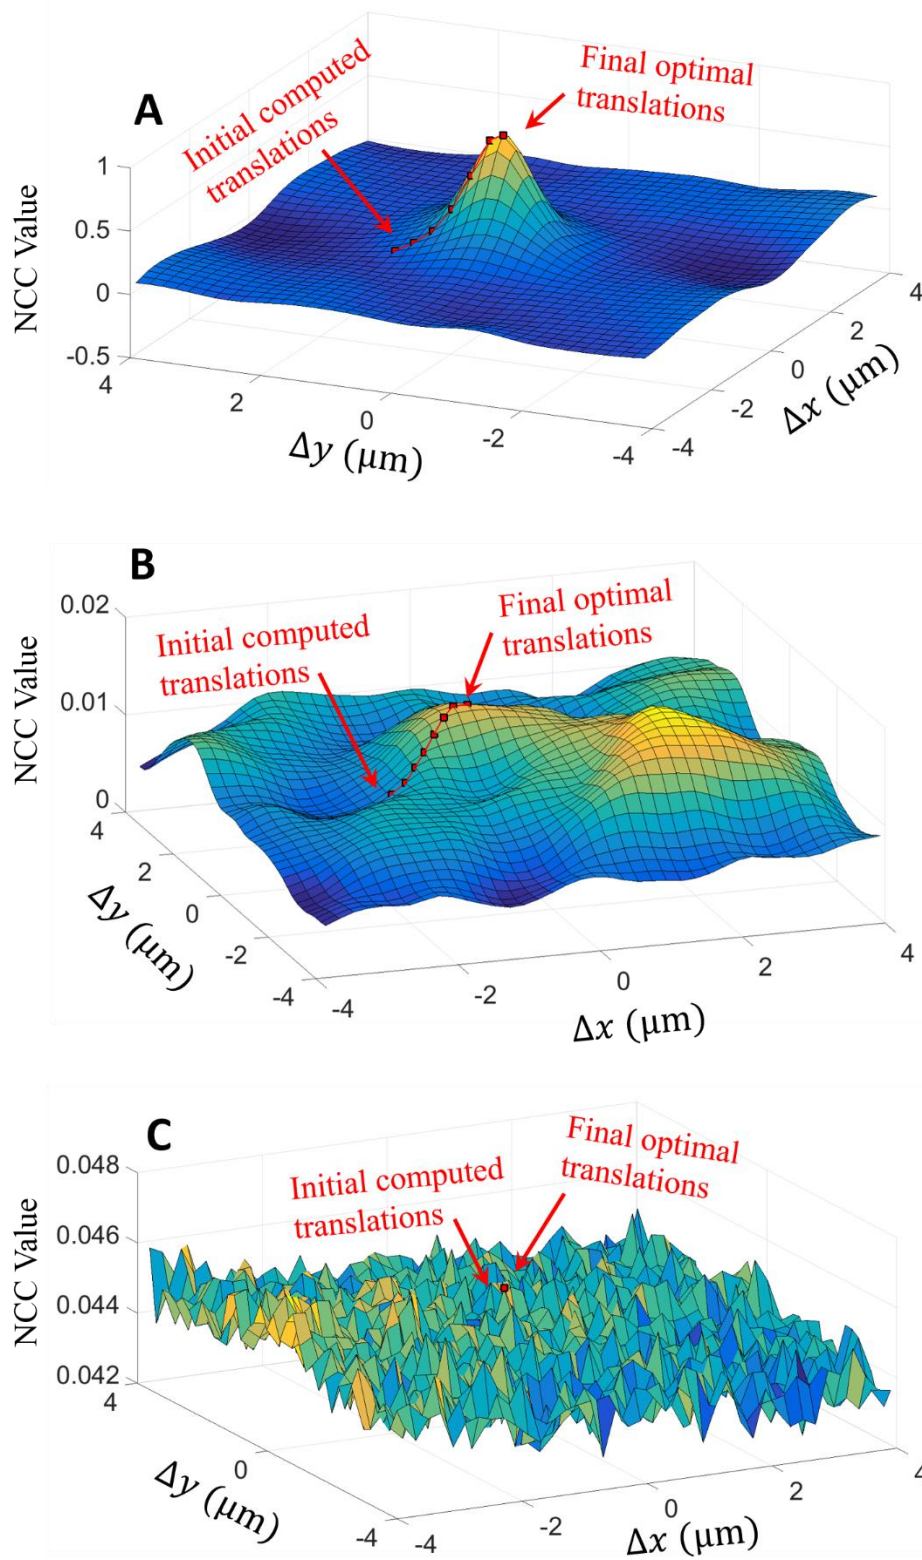 A
Initial computed
translations
Final optimal
translations
NCC Value
1
0.5
0
-0.5
4
2
0
-2
-4
Δy (μm)
-4
-2
0
2
4
Δx (μm)
B
Initial computed
translations
Final optimal
translations
NCC Value
0.02
0.01
0
4
2
0
-2
-4
Δy (μm)
-4
-2
0
2
4
Δx (μm)
C
Initial computed
translations
Final optimal
translations
NCC Value
0.048
0.046
0.044
0.042
4
0
-4
Δy (μm)
-4
-2
0
2
4
Δx (μm)